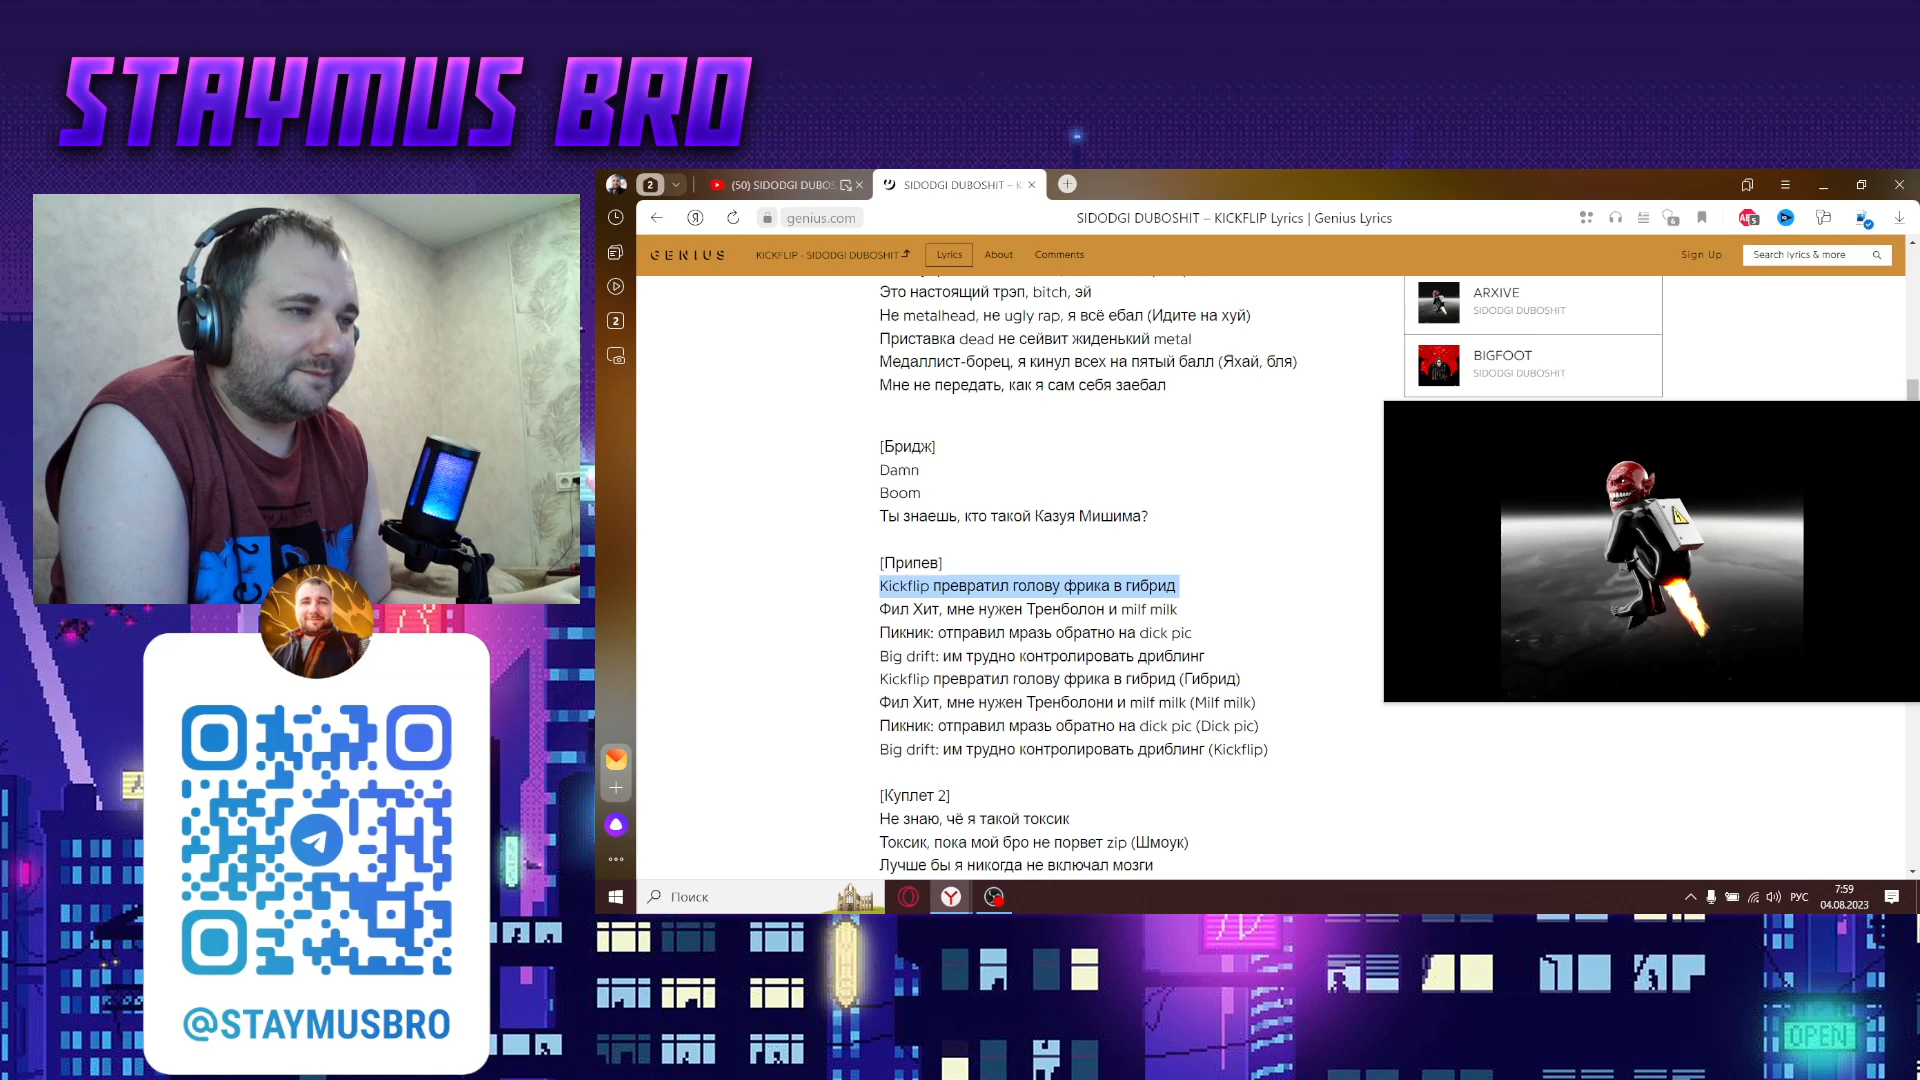 STAYMUS BRO
2
(50) SIDODGI DUBOS
SIDODGI DUBOSHIT – K
genius.com
SIDODGI DUBOSHIT – KICKFLIP Lyrics | Genius Lyrics
GENIUS
KICKFLIP - SIDODGI DUBOSHIT
Lyrics
About
Comments
Sign Up
Search lyrics & more
Это настоящий трэп, bitch, эй
Не metalhead, не ugly rap, я всё ебал (Идите на хуй)
Приставка dead не сейвит жиденький metal
Медаллист-борец, я кинул всех на пятый балл (Яхай, бля)
Мне не передать, как я сам себя заебал
[Бридж]
Damn
Boom
Ты знаешь, кто такой Казуя Мишима?
[Припев]
Kickflip превратил голову фрика в гибрид
Фил Хит, мне нужен Тренболон и milf milk
Пикник: отправил мразь обратно на dick pic
Big drift: им трудно контролировать дриблинг
Kickflip превратил голову фрика в гибрид (Гибрид)
Фил Хит, мне нужен Тренболони и milf milk (Milf milk)
Пикник: отправил мразь обратно на dick pic (Dick pic)
Big drift: им трудно контролировать дриблинг (Kickflip)
[Куплет 2]
Не знаю, чё я такой токсик
Токсик, пока мой бро не порвет zip (Шмоук)
Лучше бы я никогда не включал мозги
ARXIVE
SIDODGI DUBOSHIT
BIGFOOT
SIDODGI DUBOSHIT
2
Поиск
РУС
7:59
04.08.2023
@STAYMUSBRO
OPEN